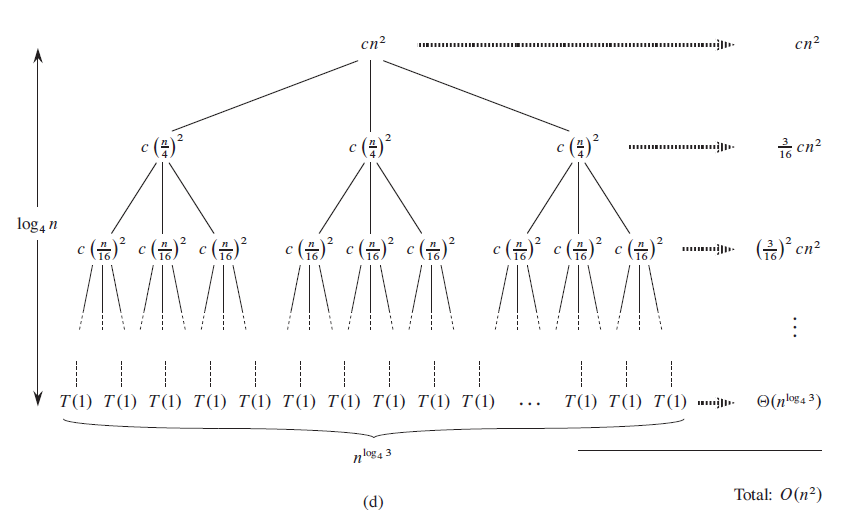 cn² cn²
c (n/4)² c (n/4)² c (n/4)² 3/16 cn²
log₄ n
c (n/16)² c (n/16)² c (n/16)² c (n/16)² c (n/16)² c (n/16)² c (n/16)² c (n/16)² c (n/16)² (3/16)² cn²
⋮
T(1) T(1) T(1) T(1) T(1) T(1) T(1) T(1) T(1) T(1) … T(1) T(1) T(1) Θ(n^{log₄ 3})
n^{log₄ 3}
Total: O(n²)
(d)